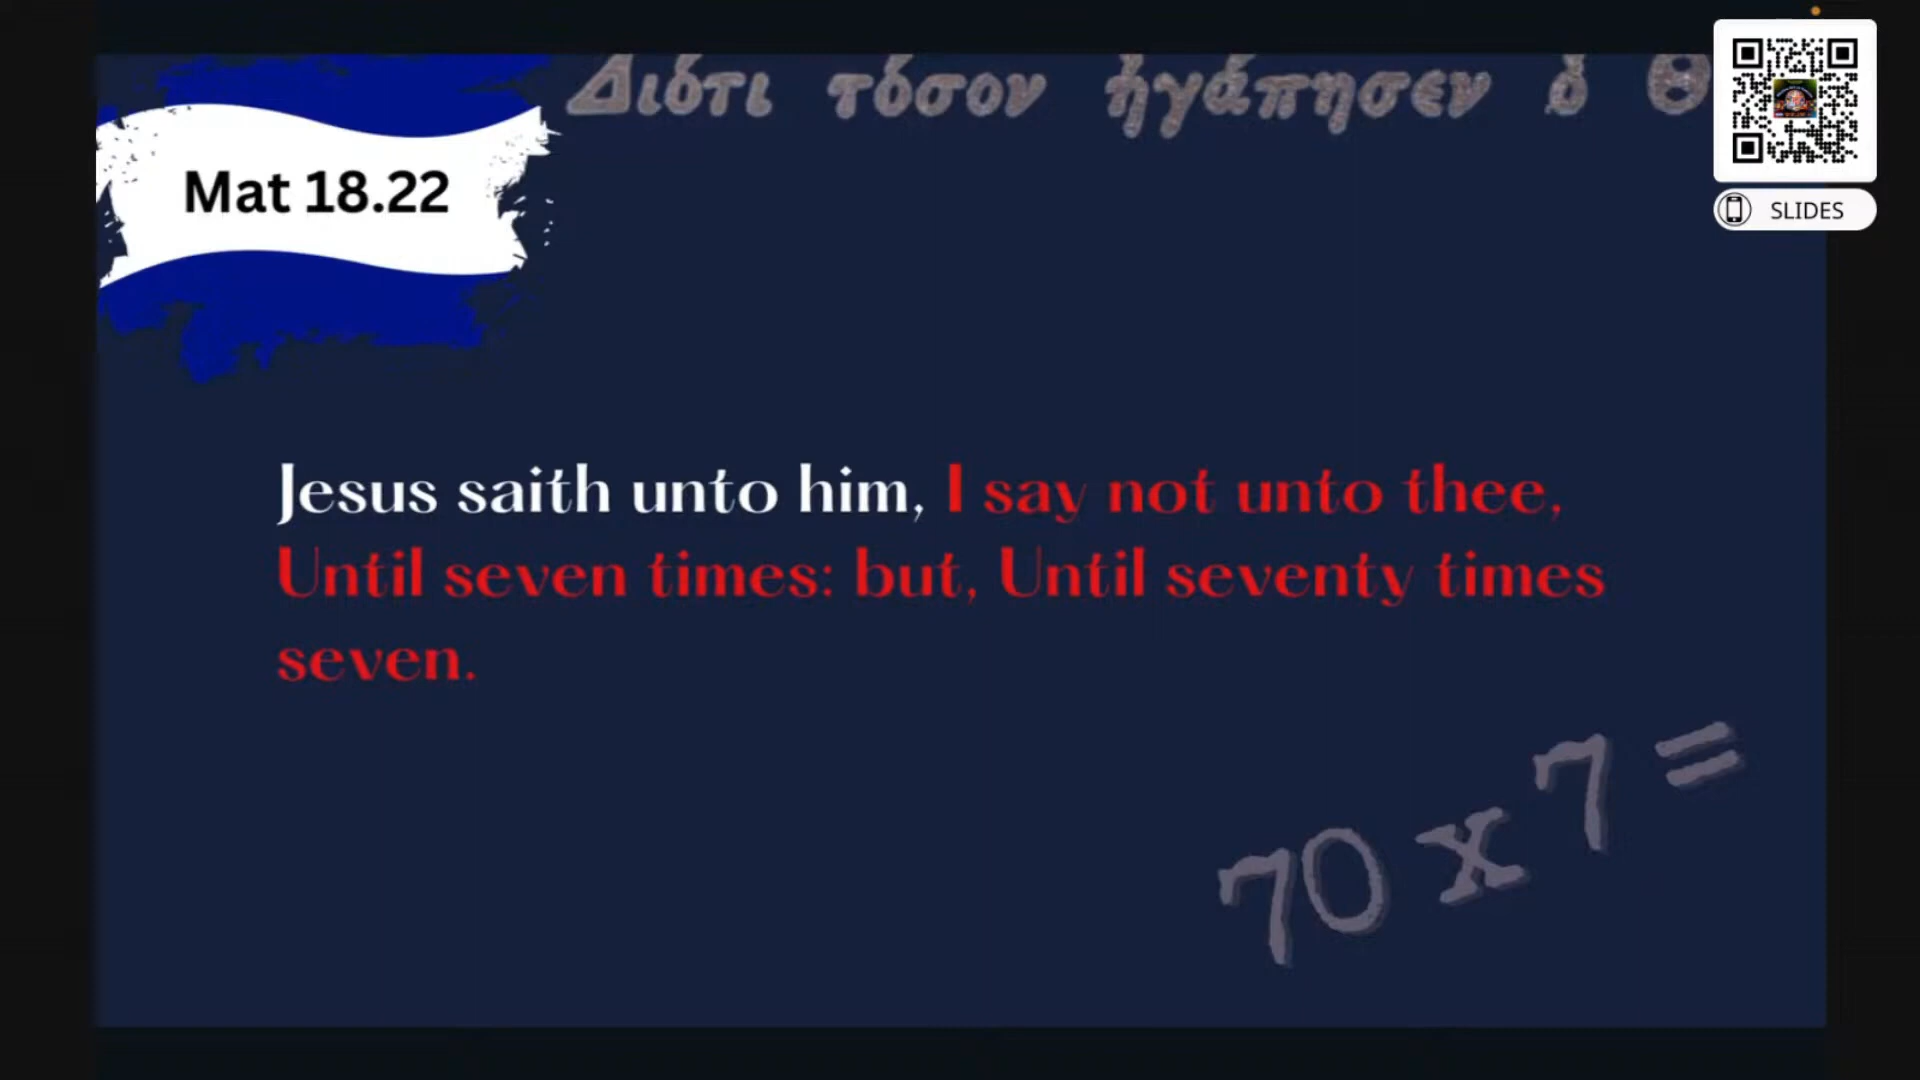 Διότι τόσον ἠγάπησεν ὁ Θ
Mat 18.22
SLIDES
Jesus saith unto him, I say not unto thee,
Until seven times: but, Until seventy times
seven.
70 x 7 =